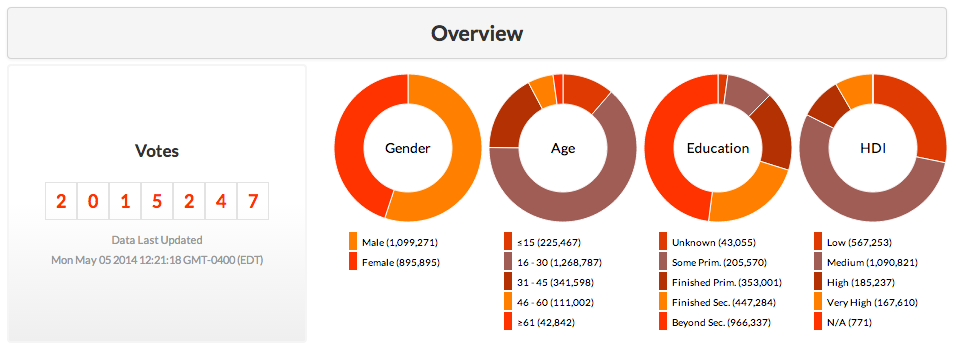 Overview
Votes
2 0 1 5 2 4 7
Data Last Updated
Mon May 05 2014 12:21:18 GMT-0400 (EDT)
Gender
Male (1,099,271)
Female (895,895)
Age
≤15 (225,467)
16 - 30 (1,268,787)
31 - 45 (341,598)
46 - 60 (111,002)
≥61 (42,842)
Education
Unknown (43,055)
Some Prim. (205,570)
Finished Prim. (353,001)
Finished Sec. (447,284)
Beyond Sec. (966,337)
HDI
Low (567,253)
Medium (1,090,821)
High (185,237)
Very High (167,610)
N/A (771)